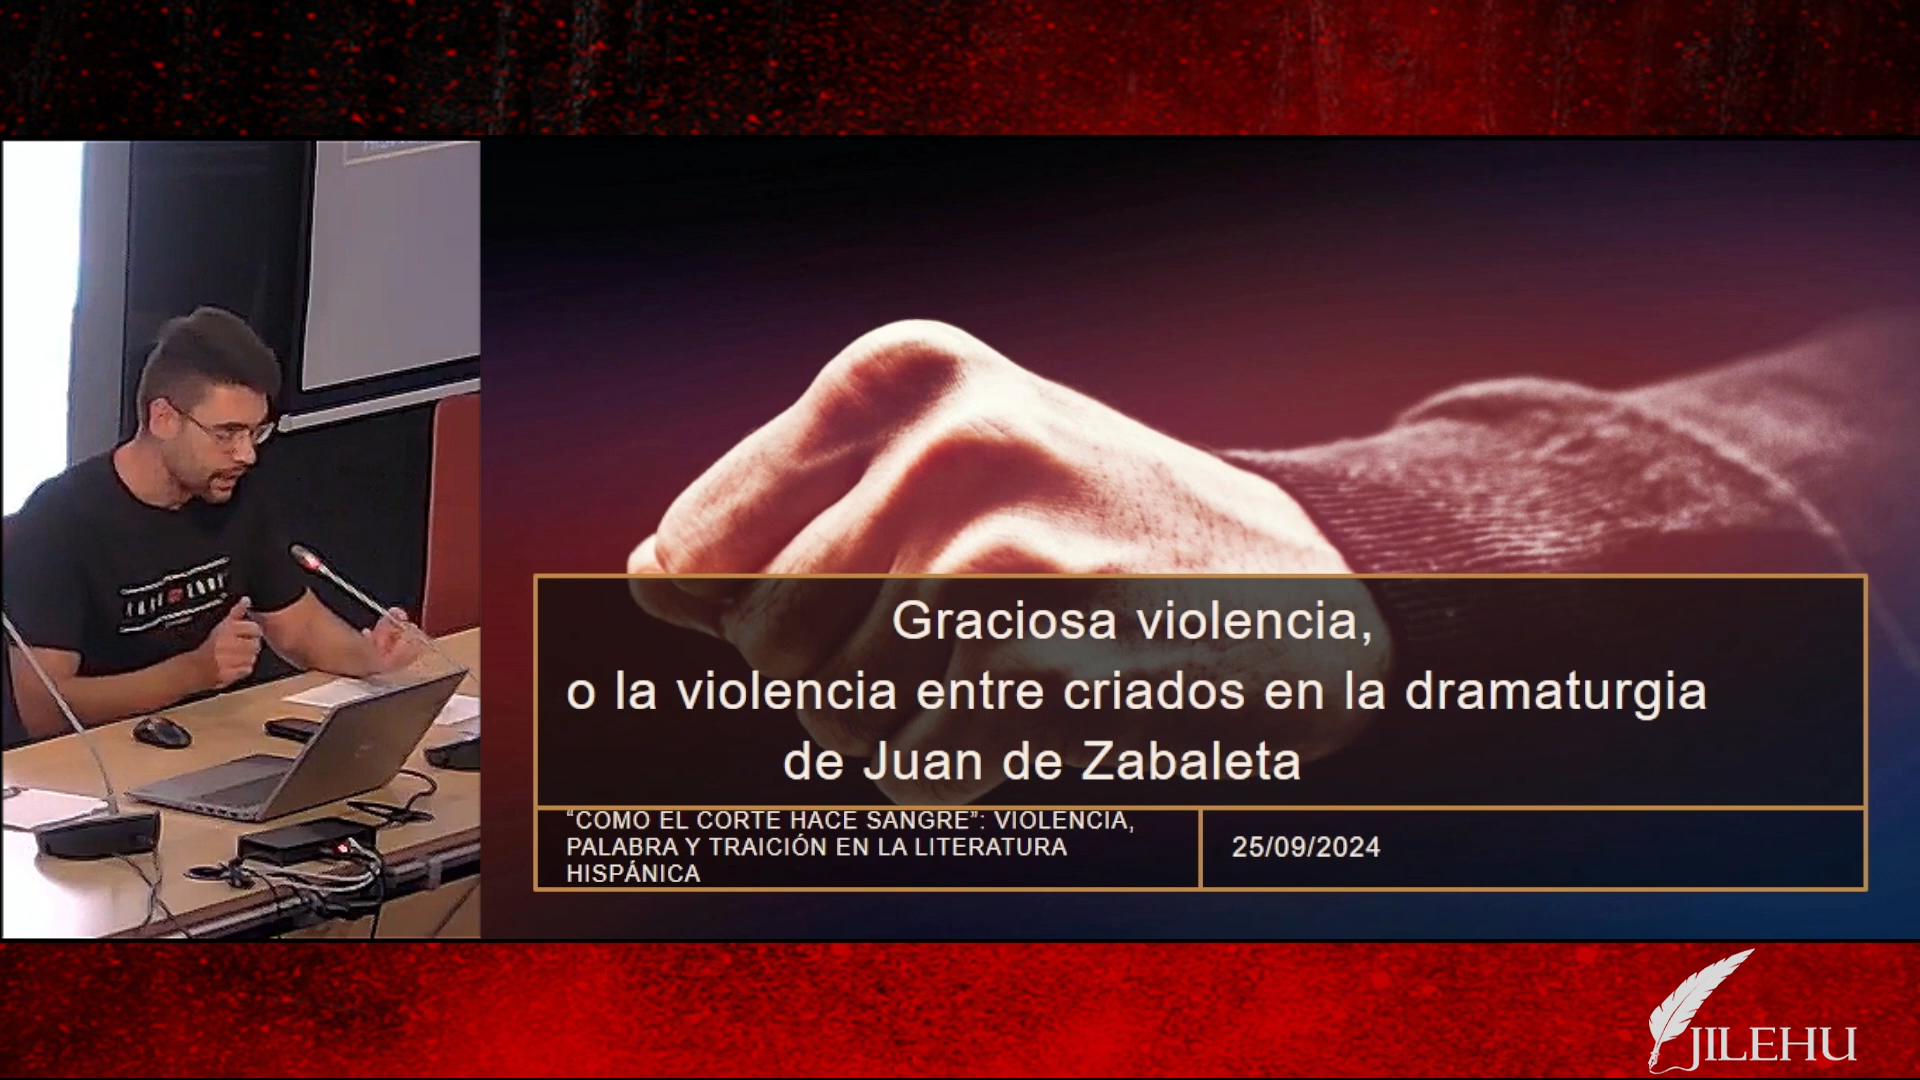 Graciosa violencia,
o la violencia entre criados en la dramaturgia
de Juan de Zabaleta
“COMO EL CORTE HACE SANGRE”: VIOLENCIA,
PALABRA Y TRAICIÓN EN LA LITERATURA
HISPÁNICA
25/09/2024
JILEHU